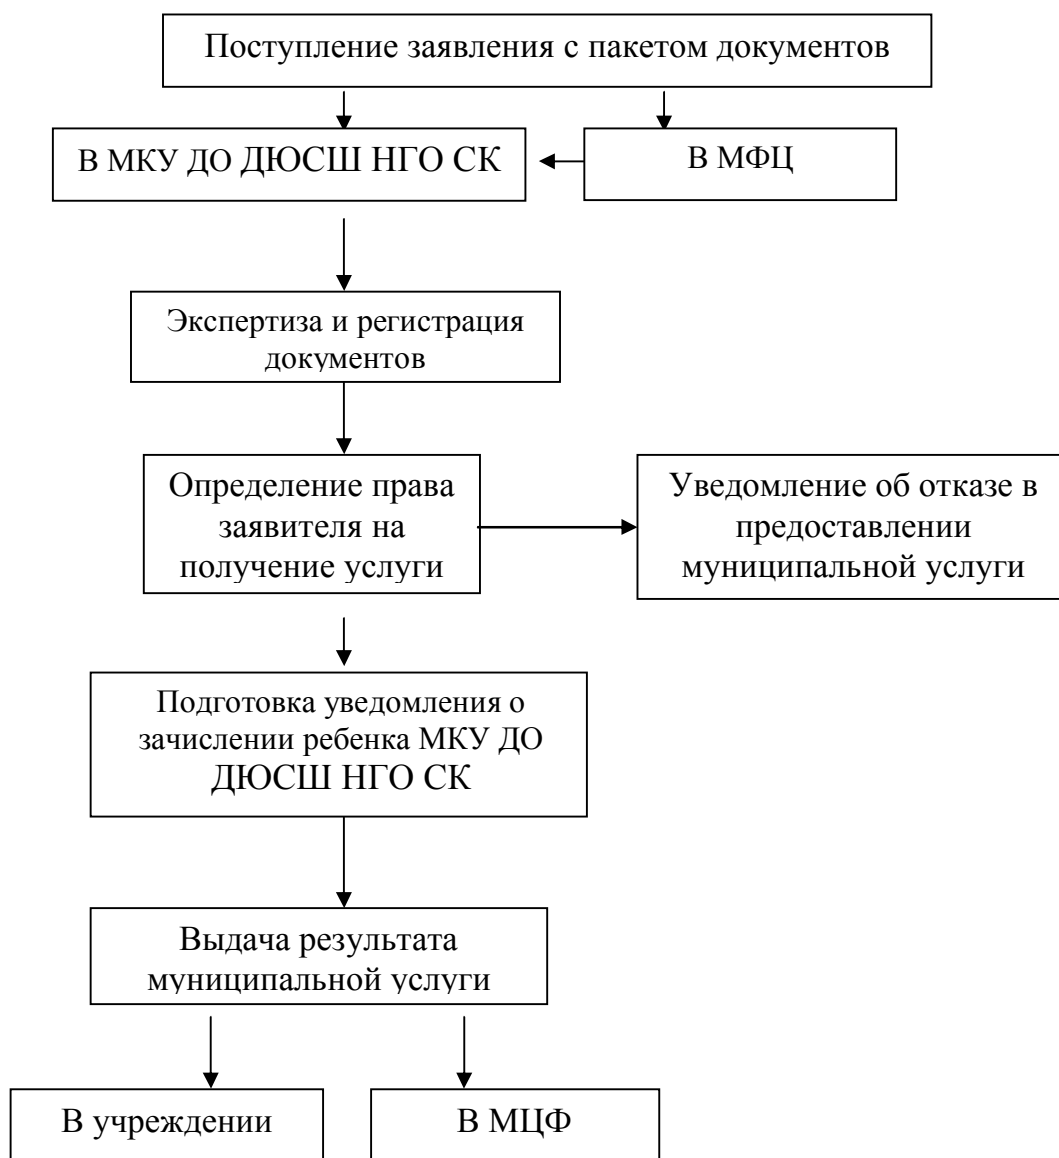 Поступление заявления с пакетом документов
В МКУ ДО ДЮСШ НГО СК
В МФЦ
Экспертиза и регистрация
документов
Определение права
заявителя на
получение услуги
Уведомление об отказе в
предоставлении
муниципальной услуги
Подготовка уведомления о
зачислении ребенка МКУ ДО
ДЮСШ НГО СК
Выдача результата
муниципальной услуги
В учреждении
В МЦФ